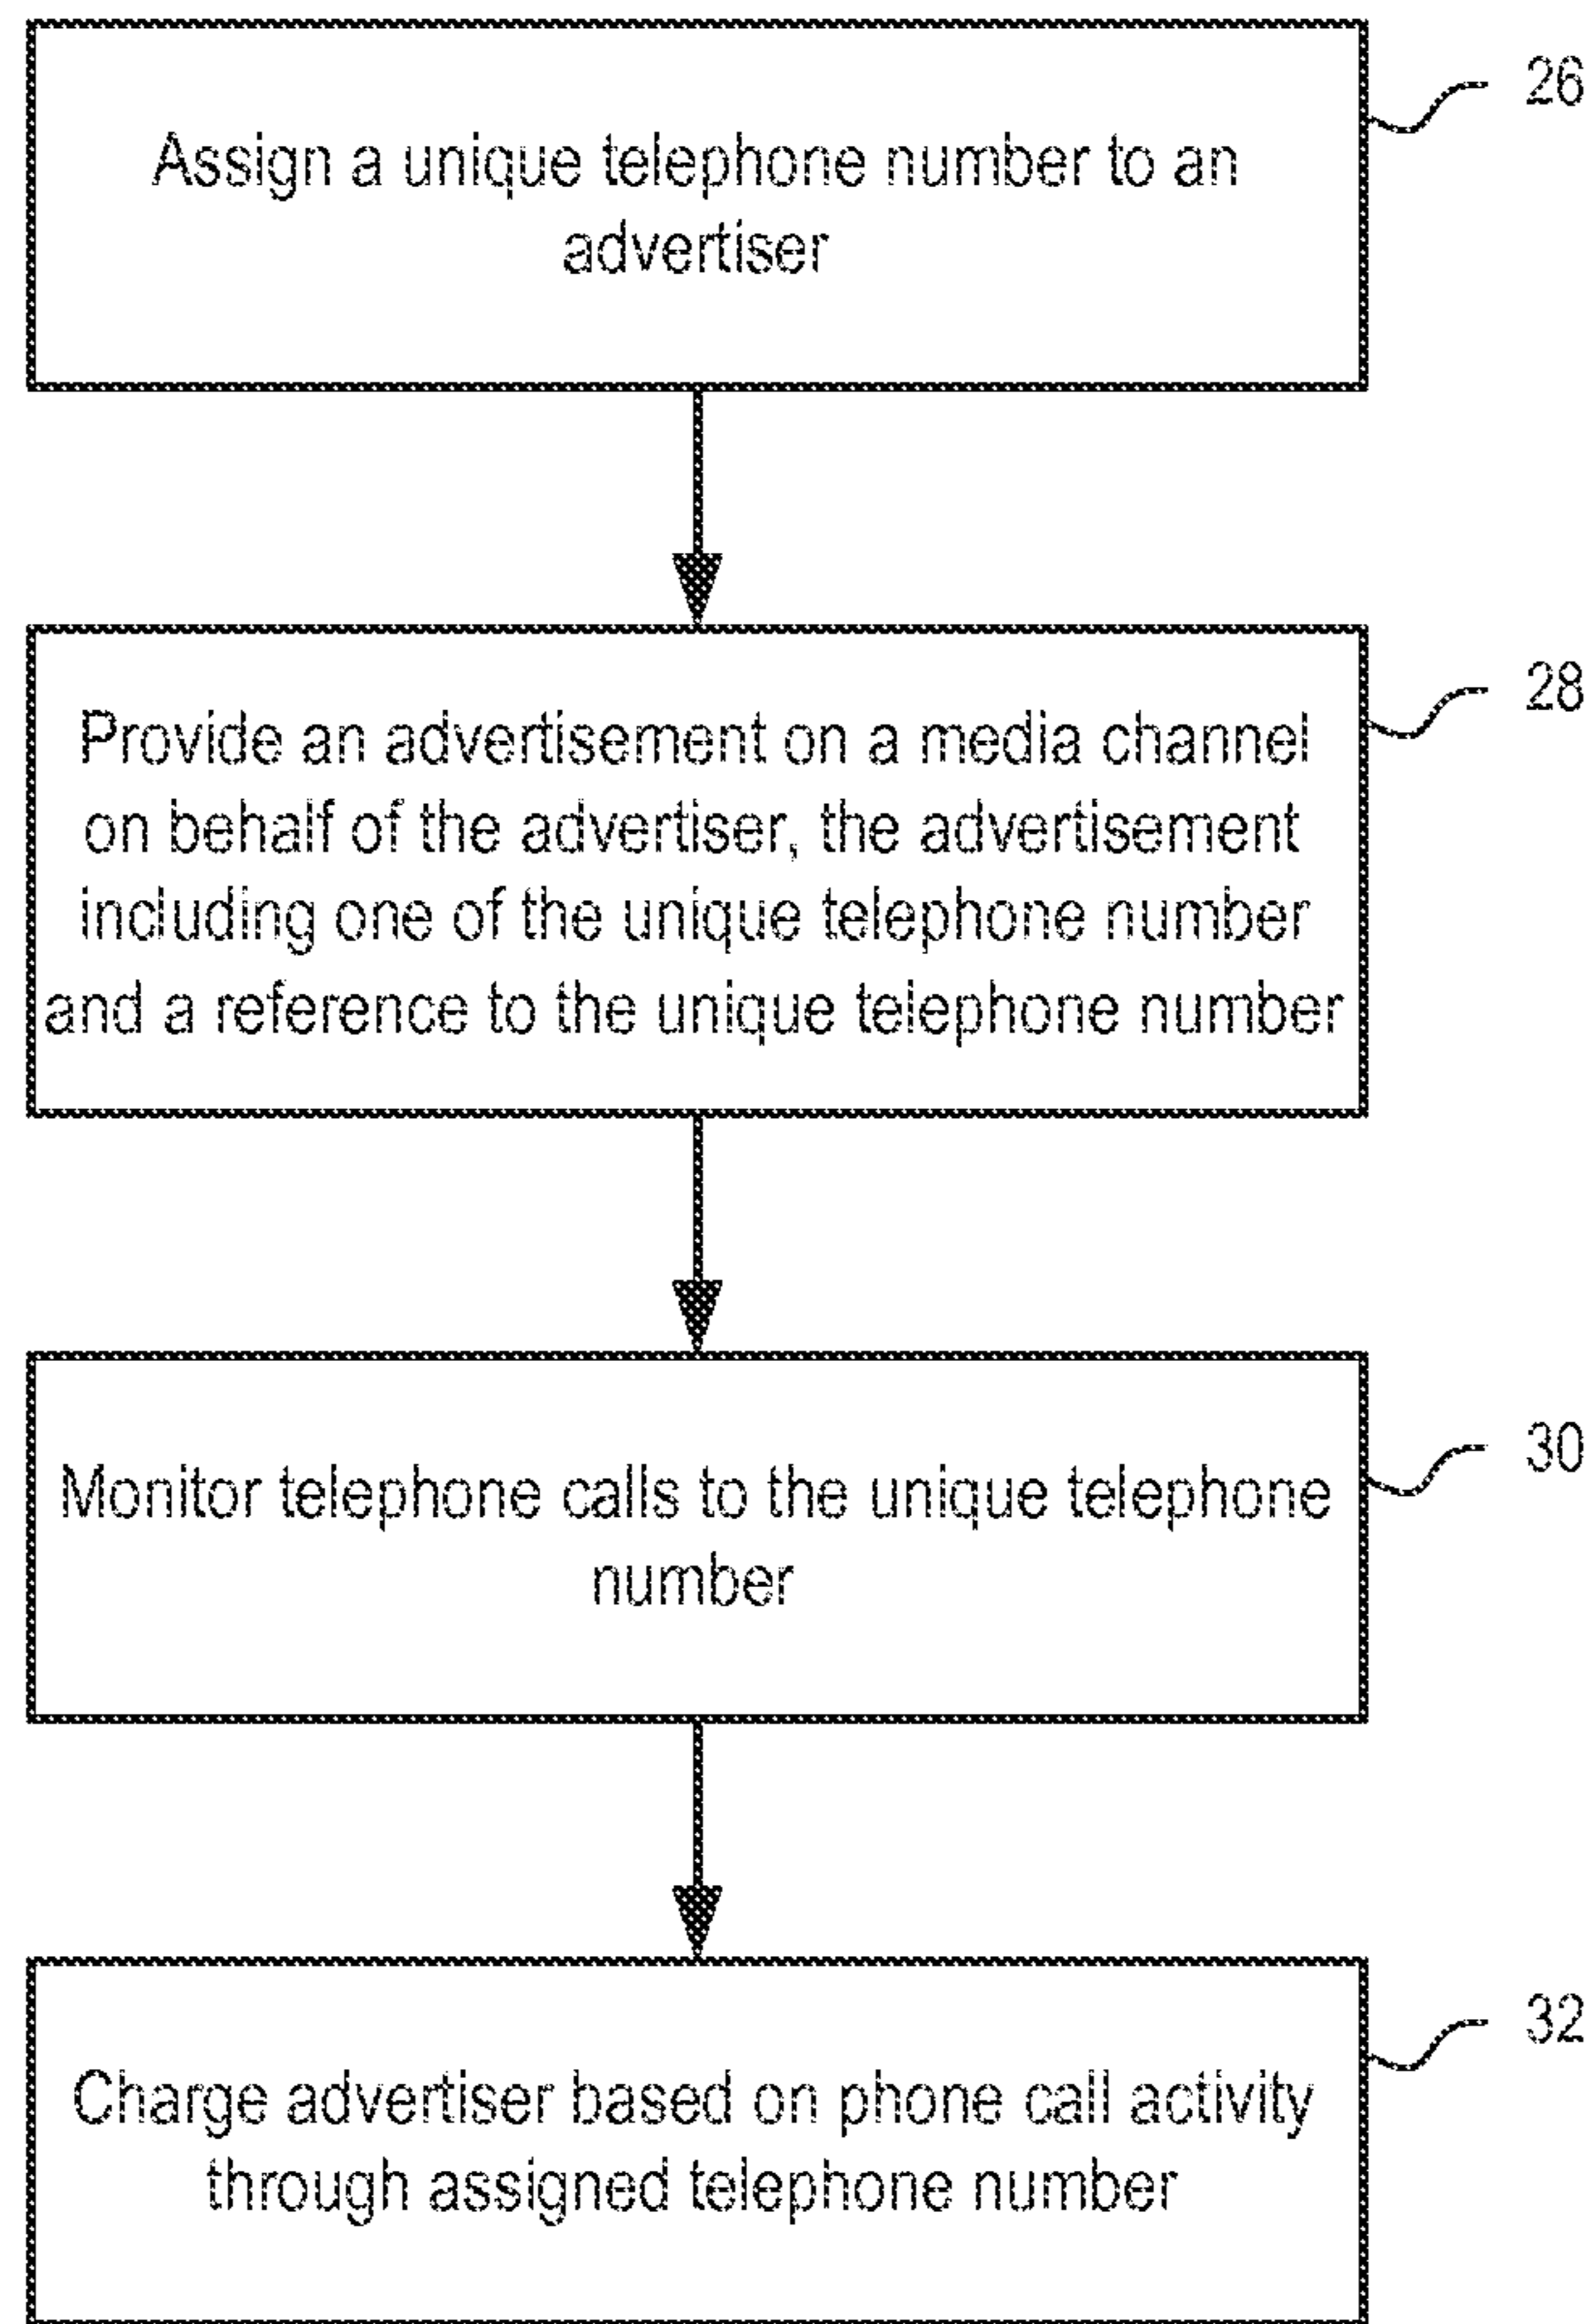 26
Assign a unique telephone number to an
advertiser
28
Provide an advertisement on a media channel
on behalf of the advertiser, the advertisement
including one of the unique telephone number
and a reference to the unique telephone number
30
Monitor telephone calls to the unique telephone
number
32
Charge advertiser based on phone call activity
through assigned telephone number